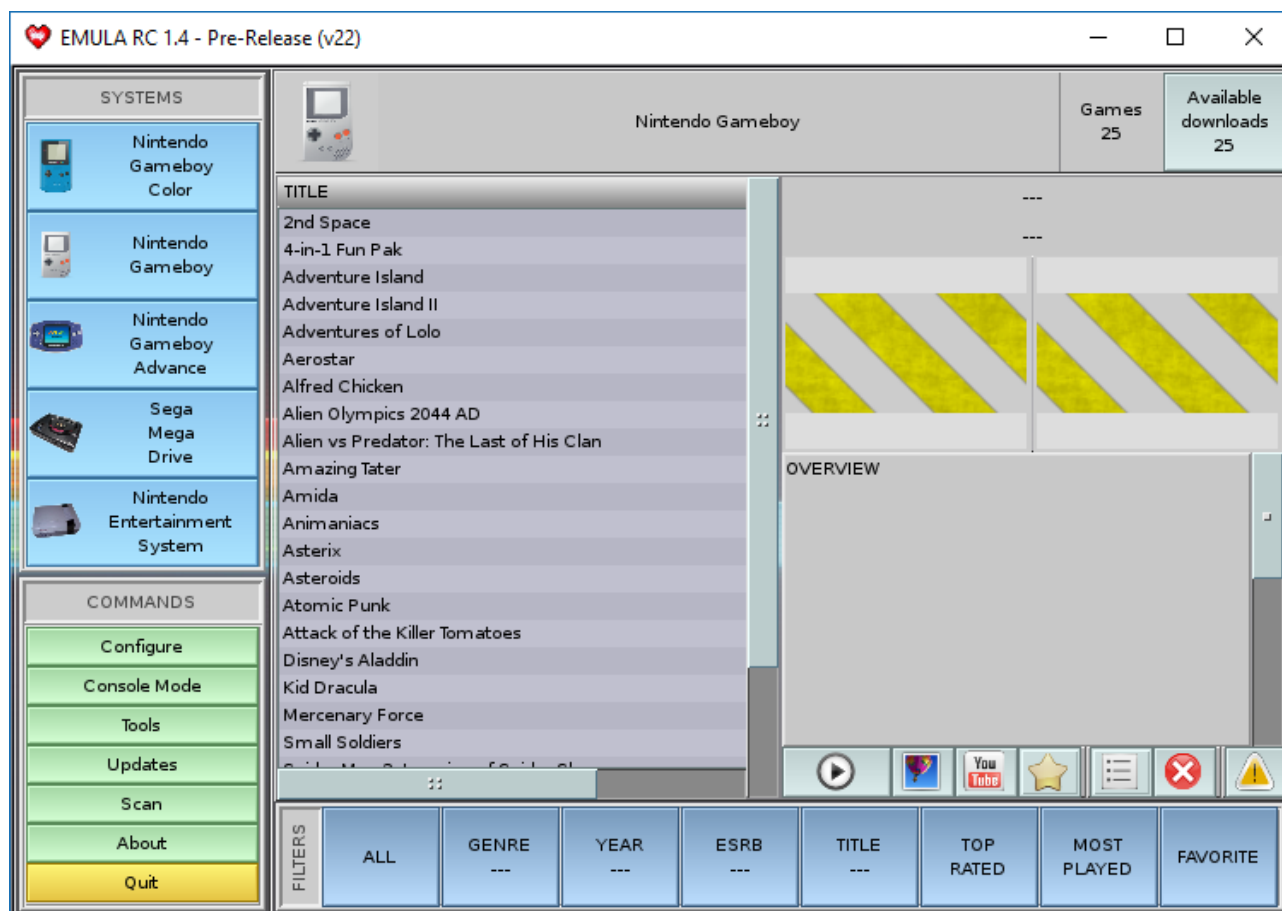 EMULA RC 1.4 - Pre-Release (v22)
SYSTEMS
Nintendo
Gameboy
Color
Nintendo
Gameboy
Nintendo
Gameboy
Advance
Sega
Mega
Drive
Nintendo
Entertainment
System
COMMANDS
Configure
Console Mode
Tools
Updates
Scan
About
Quit
Nintendo Gameboy
Games
25
Available
downloads
25
TITLE
2nd Space
4-in-1 Fun Pak
Adventure Island
Adventure Island II
Adventures of Lolo
Aerostar
Alfred Chicken
Alien Olympics 2044 AD
Alien vs Predator: The Last of His Clan
Amazing Tater
Amida
Animaniacs
Asterix
Asteroids
Atomic Punk
Attack of the Killer Tomatoes
Disney's Aladdin
Kid Dracula
Mercenary Force
Small Soldiers
---
---
OVERVIEW
You
Tube
FILTERS
ALL
GENRE
---
YEAR
---
ESRB
---
TITLE
---
TOP
RATED
MOST
PLAYED
FAVORITE